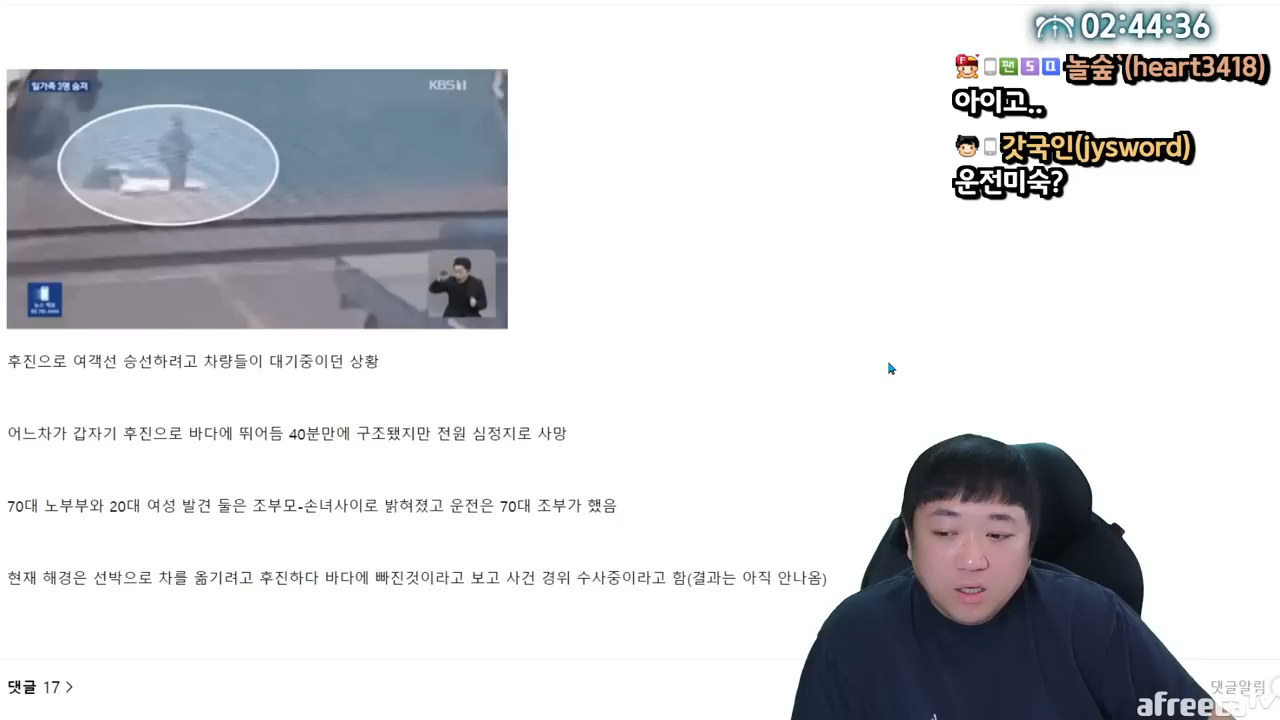 02:44:36
일가족 3명 숨져
KBS1
놀숲`(heart3418)
아이고..
갓국인(jysword)
운전미숙?
후진으로 여객선 승선하려고 차량들이 대기중이던 상황
어느차가 갑자기 후진으로 바다에 뛰어듬 40분만에 구조됐지만 전원 심정지로 사망
70대 노부부와 20대 여성 발견 둘은 조부모-손녀사이로 밝혀졌고 운전은 70대 조부가 했음
현재 해경은 선박으로 차를 옮기려고 후진하다 바다에 빠진것이라고 보고 사건 경위 수사중이라고 함(결과는 아직 안나옴)
댓글 17 >
댓글알림
afreecaTV